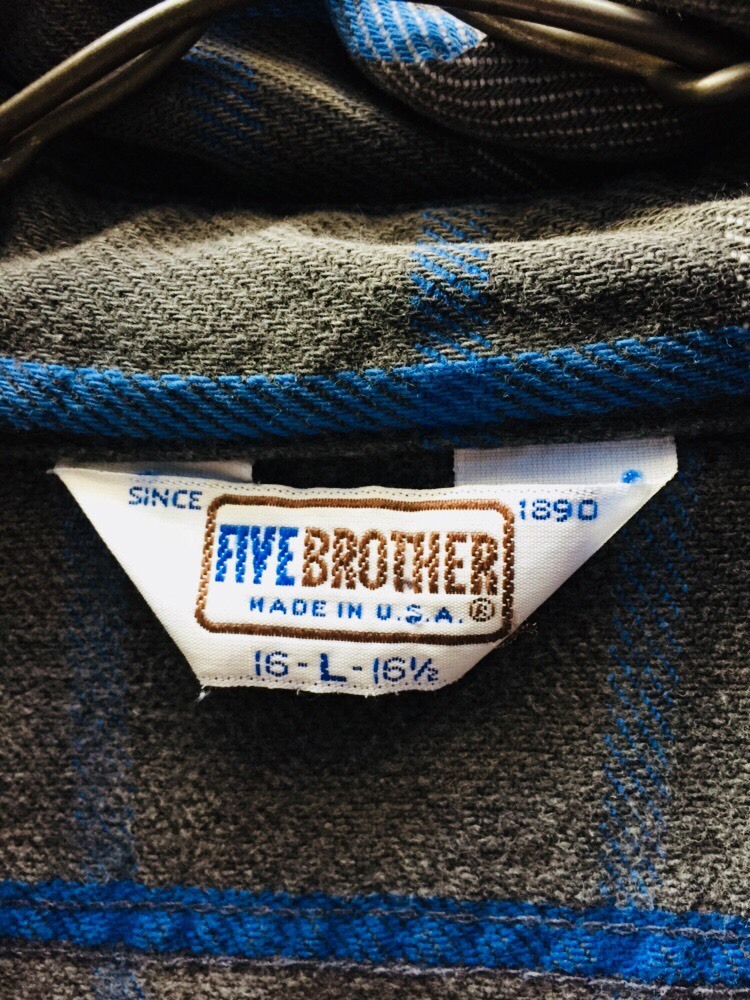 SINCE 1890
FIVE BROTHER
MADE IN U.S.A. ®
16 - L - 16½